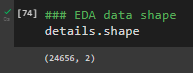 [74] ### EDA data shape
details.shape
(24656, 2)